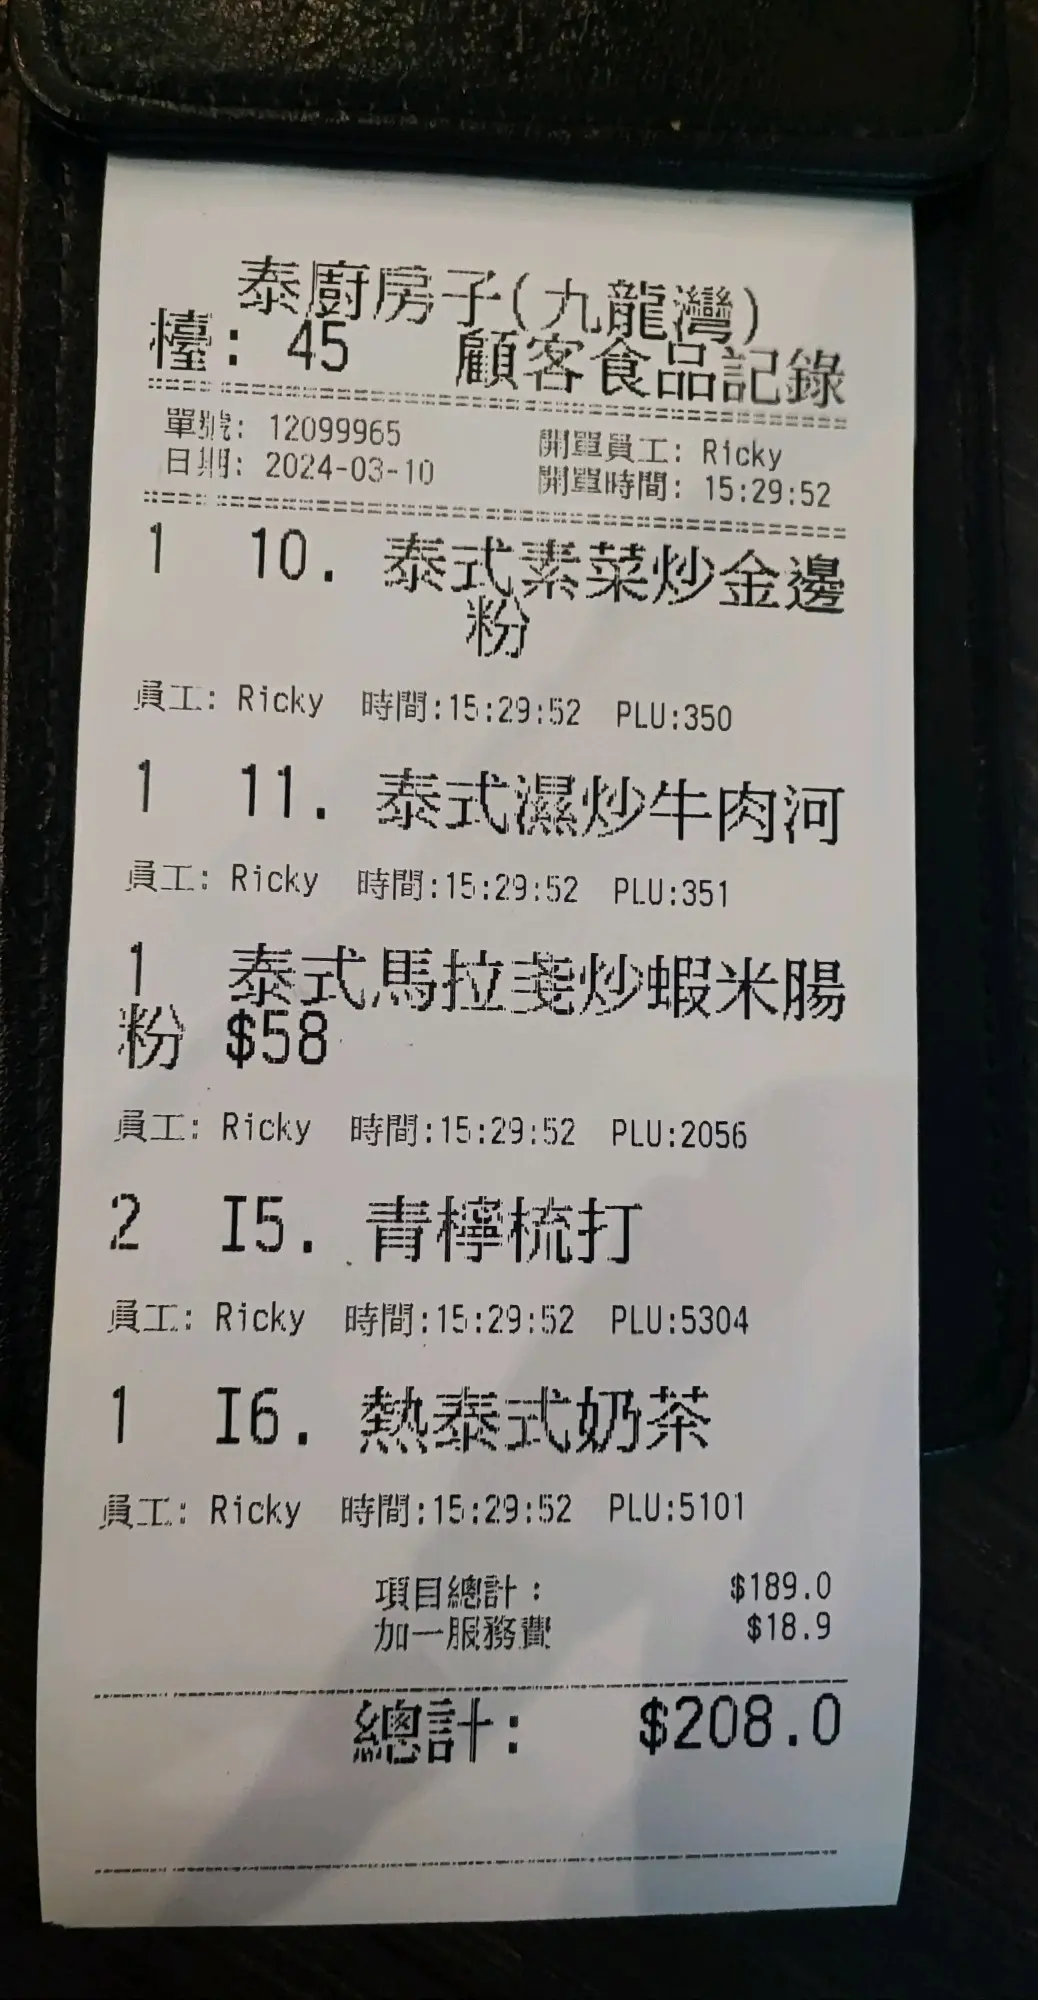 泰廚房子(九龍灣)
檯: 45 顧客食品記錄
單號: 12099965 開單員工: Ricky
日期: 2024-03-10 開單時間: 15:29:52
1 10. 泰式素菜炒金邊
粉
員工: Ricky 時間:15:29:52 PLU:350
1 11. 泰式濕炒牛肉河
員工: Ricky 時間:15:29:52 PLU:351
1 泰式馬拉盞炒蝦米腸
粉 $58
員工: Ricky 時間:15:29:52 PLU:2056
2 I5. 青檸梳打
員工: Ricky 時間:15:29:52 PLU:5304
1 I6. 熱泰式奶茶
員工: Ricky 時間:15:29:52 PLU:5101
項目總計: $189.0
加一服務費 $18.9
總計: $208.0